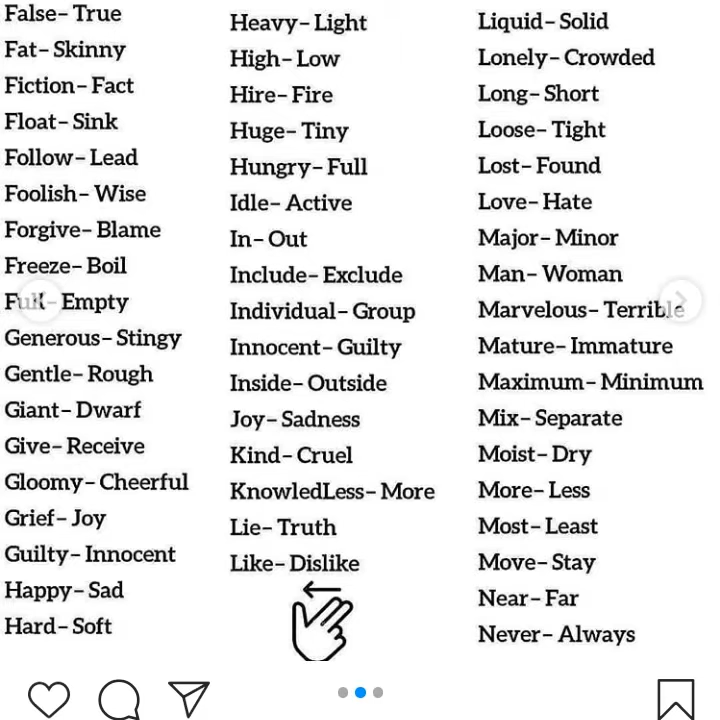 False– True
Fat– Skinny
Fiction– Fact
Float– Sink
Follow– Lead
Foolish– Wise
Forgive– Blame
Freeze– Boil
Full– Empty
Generous– Stingy
Gentle– Rough
Giant– Dwarf
Give– Receive
Gloomy– Cheerful
Grief– Joy
Guilty– Innocent
Happy– Sad
Hard– Soft
Heavy– Light
High– Low
Hire– Fire
Huge– Tiny
Hungry– Full
Idle– Active
In– Out
Include– Exclude
Individual– Group
Innocent– Guilty
Inside– Outside
Joy– Sadness
Kind– Cruel
KnowledLess– More
Lie– Truth
Like– Dislike
Liquid– Solid
Lonely– Crowded
Long– Short
Loose– Tight
Lost– Found
Love– Hate
Major– Minor
Man– Woman
Marvelous– Terrible
Mature– Immature
Maximum– Minimum
Mix– Separate
Moist– Dry
More– Less
Most– Least
Move– Stay
Near– Far
Never– Always